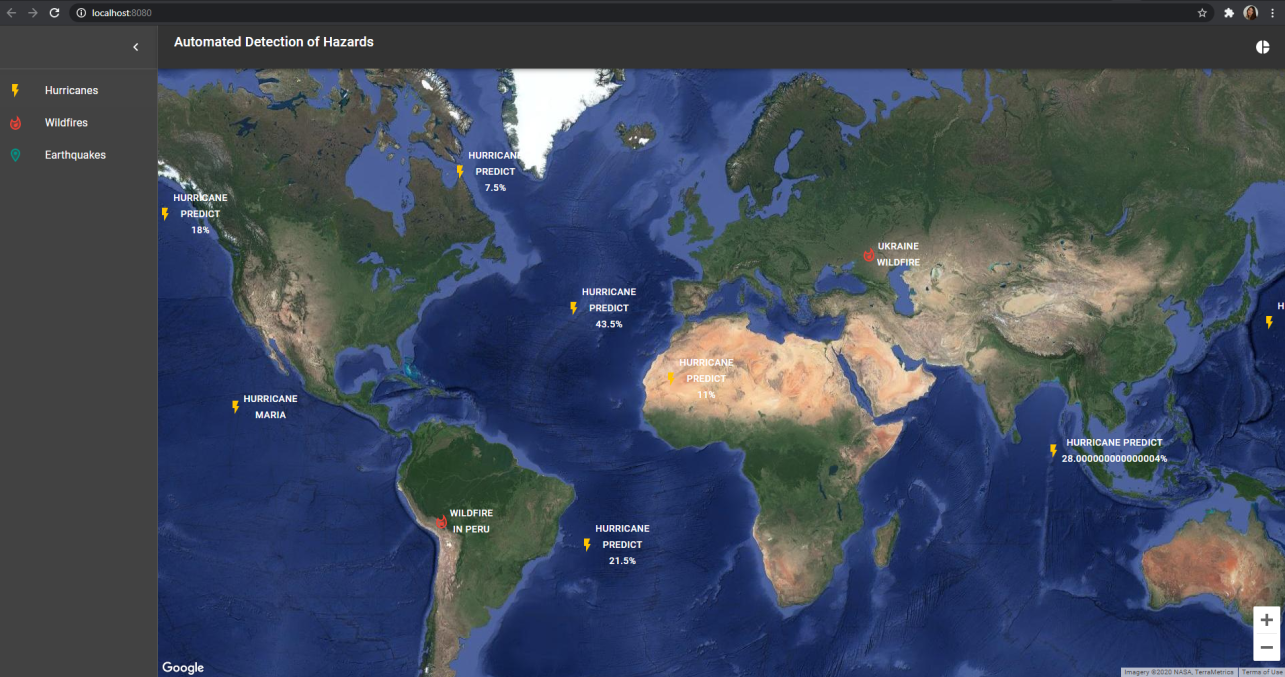 localhost:8080
Automated Detection of Hazards
Hurricanes
Wildfires
Earthquakes
HURRICANE
PREDICT
18%
HURRICANE
PREDICT
7.5%
UKRAINE
WILDFIRE
HURRICANE
PREDICT
43.5%
H
HURRICANE
PREDICT
11%
HURRICANE
MARIA
HURRICANE PREDICT
28.000000000000004%
WILDFIRE
IN PERU
HURRICANE
PREDICT
21.5%
Google
Imagery ©2020 NASA, TerraMetrics
Terms of Use